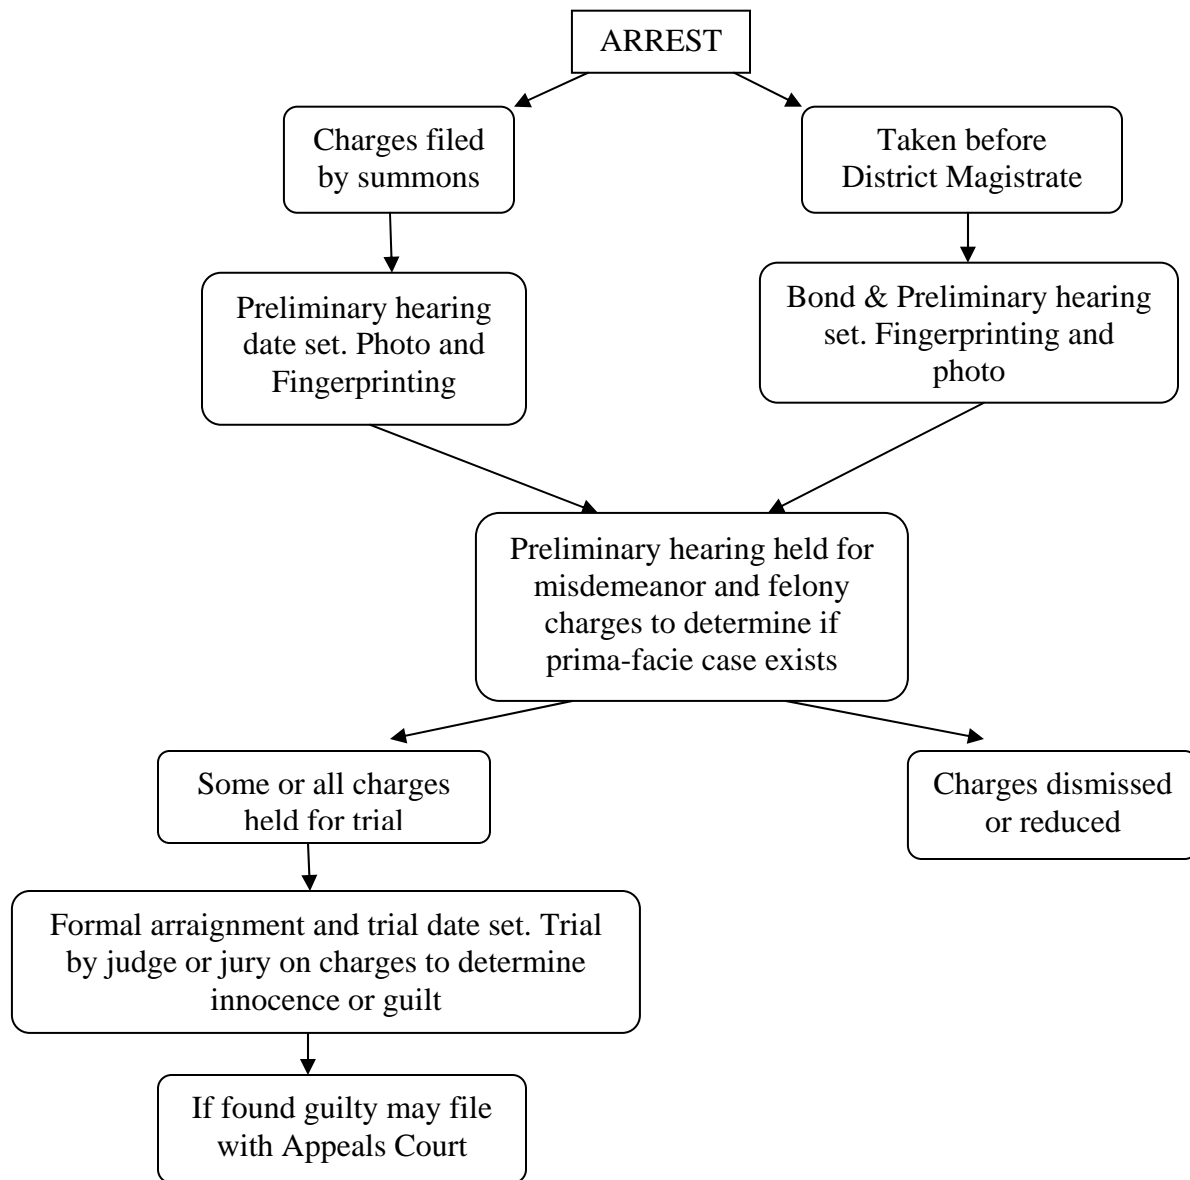 ARREST
Charges filed
by summons
Taken before
District Magistrate
Preliminary hearing
date set. Photo and
Fingerprinting
Bond & Preliminary hearing
set. Fingerprinting and
photo
Preliminary hearing held for
misdemeanor and felony
charges to determine if
prima-facie case exists
Some or all charges
held for trial
Charges dismissed
or reduced
Formal arraignment and trial date set. Trial
by judge or jury on charges to determine
innocence or guilt
If found guilty may file
with Appeals Court